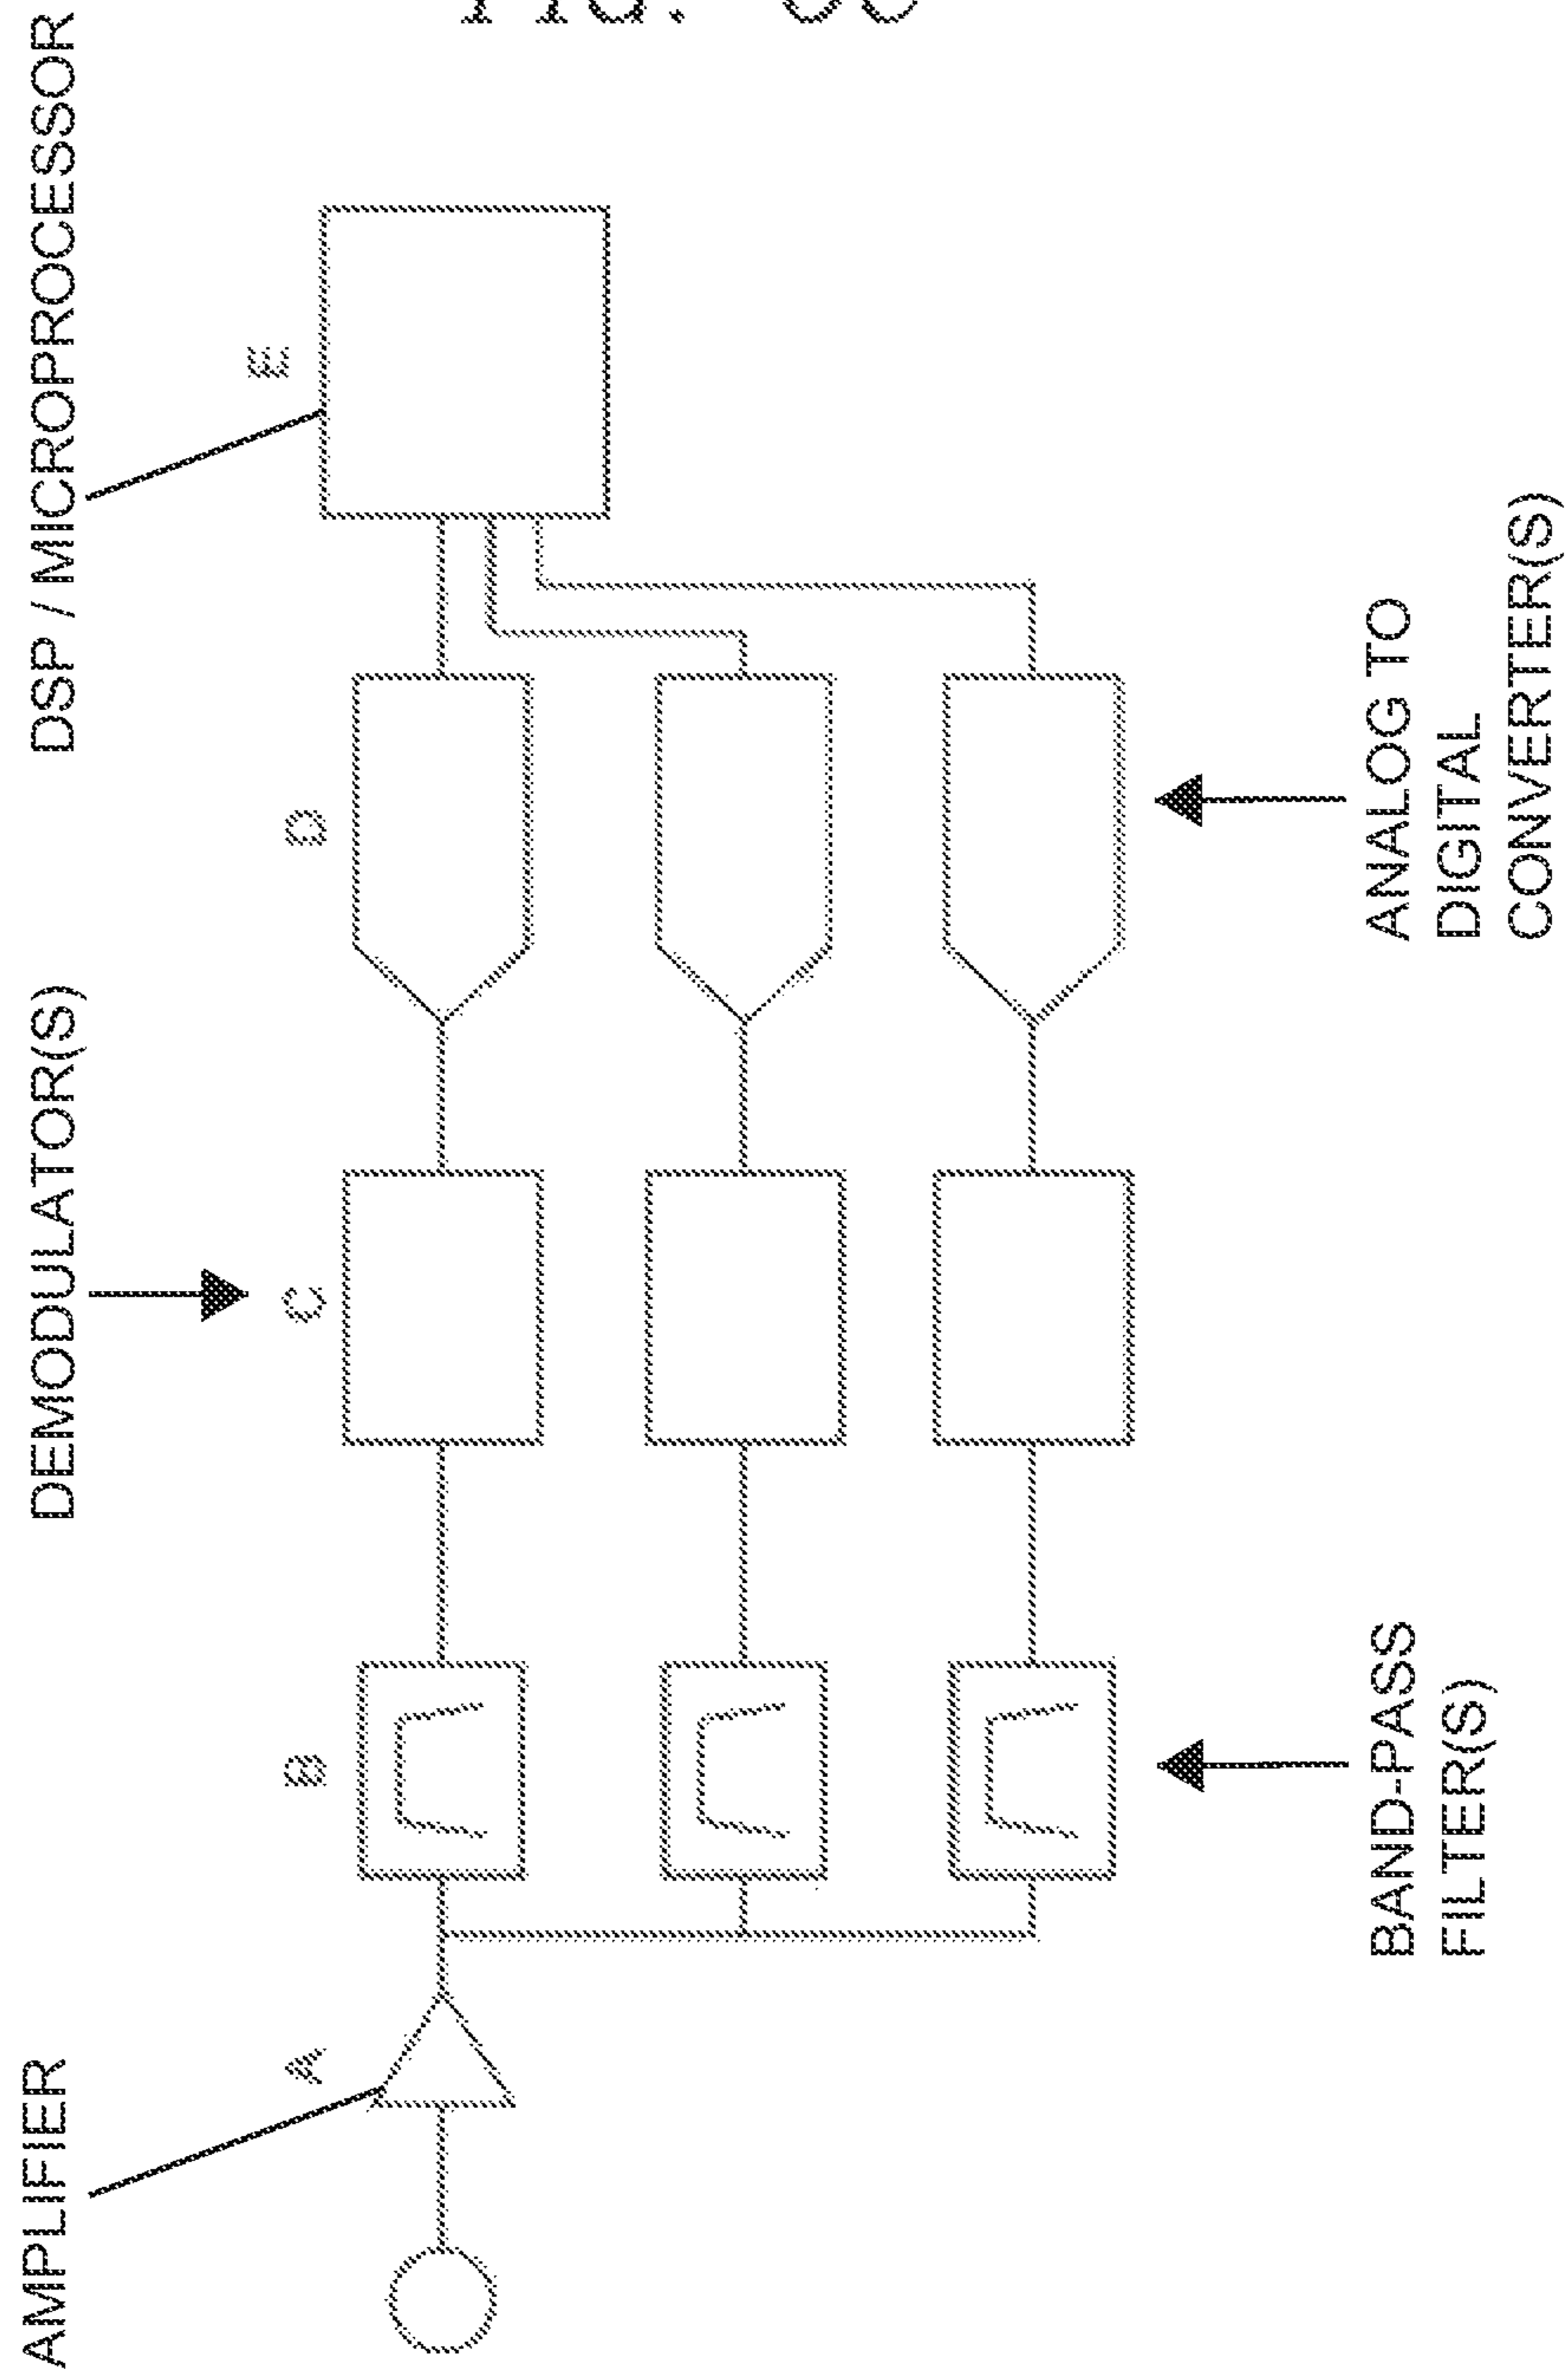 AMPLIFIER
DEMODULATOR(S)
DSP / MICROPROCESSOR
A
B
C
D
E
BAND-PASS
FILTER(S)
ANALOG TO
DIGITAL
CONVERTER(S)